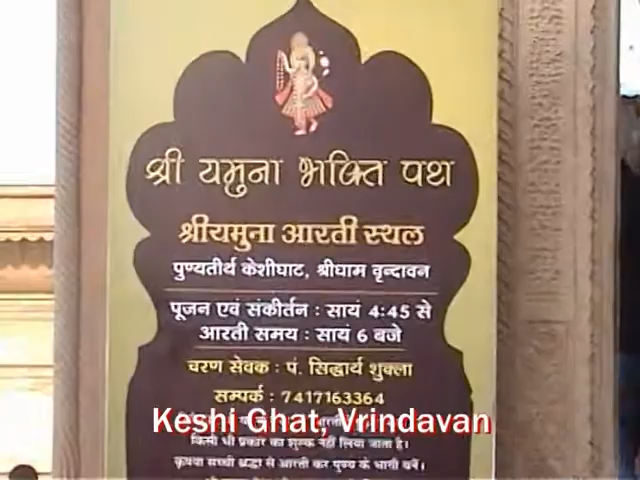 श्री यमुना भक्ति पथ
श्रीयमुना आरती स्थल
पुण्यतीर्थ केशीघाट, श्रीधाम वृन्दावन
पूजन एवं संकीर्तन : सायं 4:45 से
आरती समय : सायं 6 बजे
चरण सेवक : पं. सिद्धार्थ शुक्ला
सम्पर्क : 7417163364
Keshi Ghat, Vrindavan
किसी भी प्रकार का शुल्क नहीं लिया जाता है।
कृपया सच्ची श्रद्धा से आरती कर पुण्य के भागी बनें।